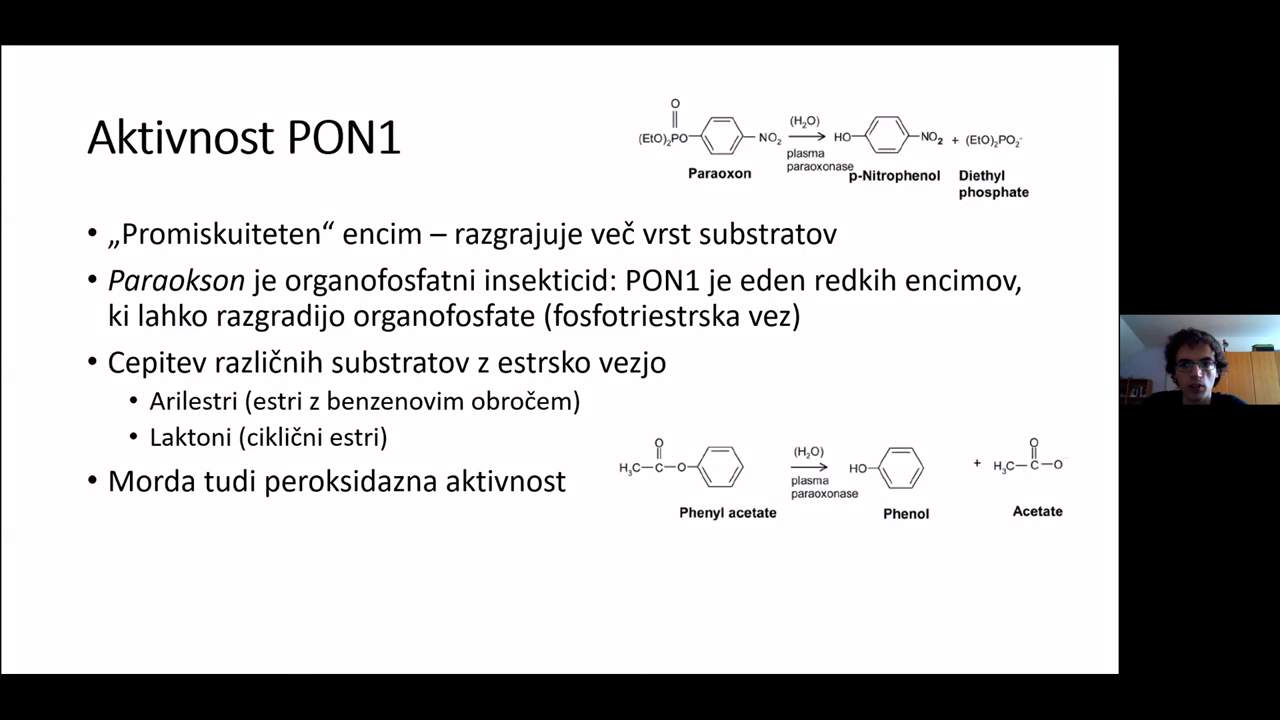 Aktivnost PON1
O
(EtO)₂PO
NO₂
(H₂O)
plasma
paraoxonase
HO
NO₂ + (EtO)₂PO₂⁻
Paraoxon
p-Nitrophenol
Diethyl
phosphate
• „Promiskuiteten“ encim – razgrajuje več vrst substratov
• Paraokson je organofosfatni insekticid: PON1 je eden redkih encimov,
ki lahko razgradijo organofosfate (fosfotriestrska vez)
• Cepitev različnih substratov z estrsko vezjo
• Arilestri (estri z benzenovim obročem)
• Laktoni (ciklični estri)
• Morda tudi peroksidazna aktivnost
O
H₃C–C–O
(H₂O)
plasma
paraoxonase
HO
+
O
H₃C–C–O⁻
Phenyl acetate
Phenol
Acetate